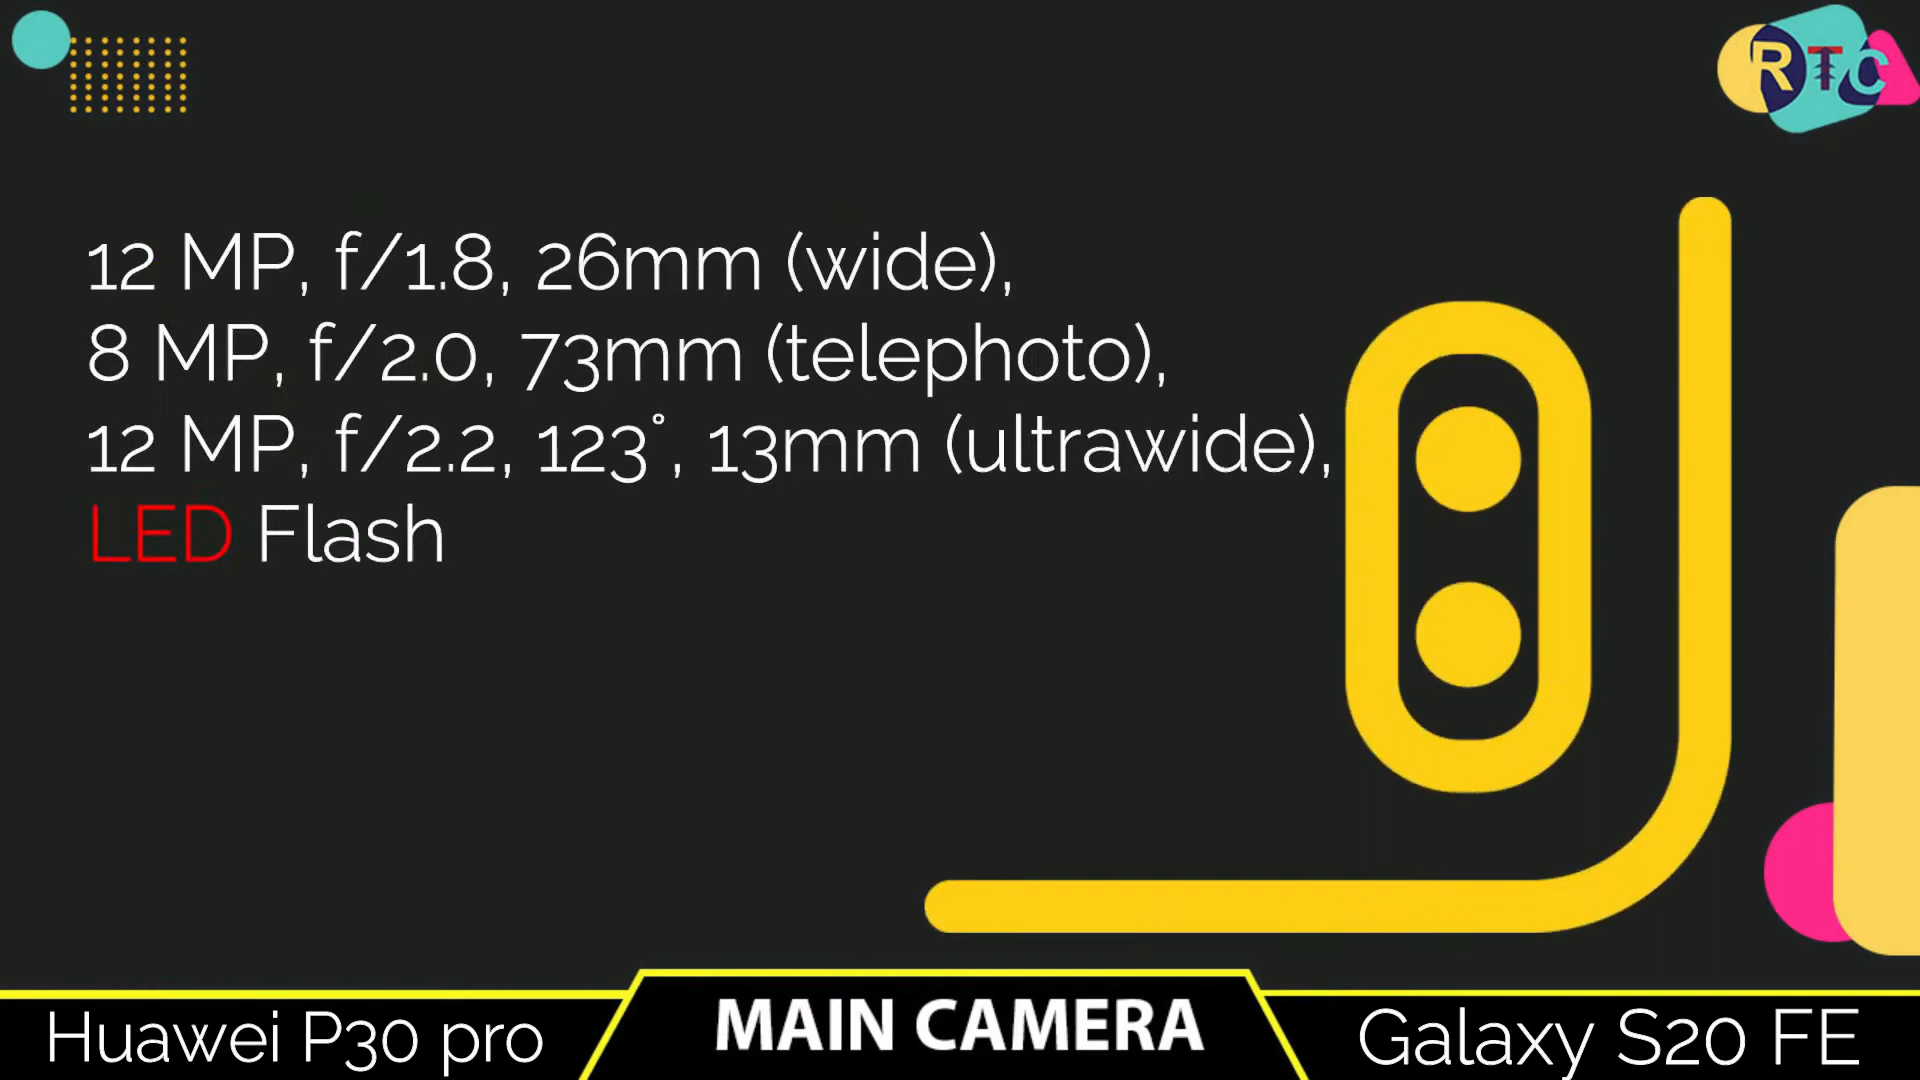 RTC
12 MP, f/1.8, 26mm (wide),
8 MP, f/2.0, 73mm (telephoto),
12 MP, f/2.2, 123°, 13mm (ultrawide),
LED Flash
Huawei P30 pro
MAIN CAMERA
Galaxy S20 FE